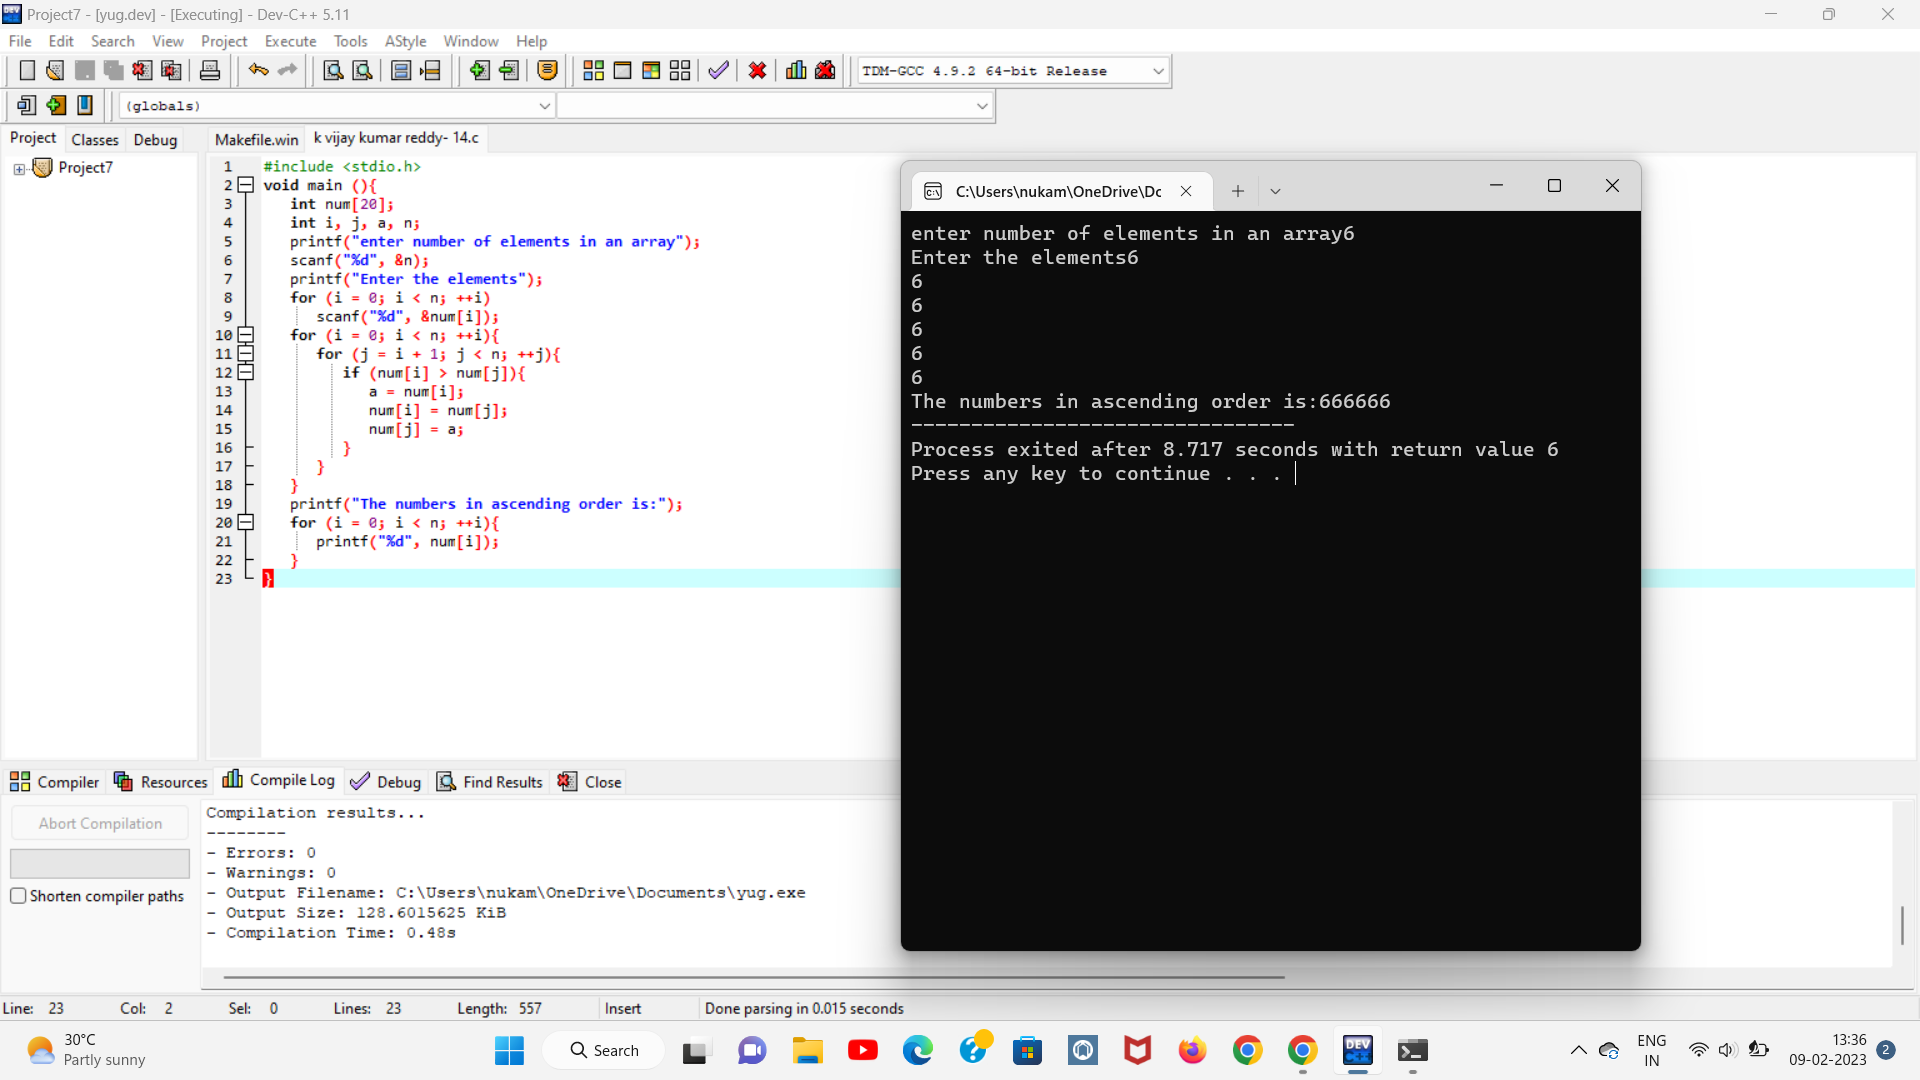 Project7 - [yug.dev] - [Executing] - Dev-C++ 5.11
File Edit Search View Project Execute Tools AStyle Window Help
TDM-GCC 4.9.2 64-bit Release
(globals)
Project Classes Debug Makefile.win k vijay kumar reddy- 14.c
Project7
1 #include <stdio.h>
2 void main (){
3 int num[20];
4 int i, j, a, n;
5 printf("enter number of elements in an array");
6 scanf("%d", &n);
7 printf("Enter the elements");
8 for (i = 0; i < n; ++i)
9 scanf("%d", &num[i]);
10 for (i = 0; i < n; ++i){
11 for (j = i + 1; j < n; ++j){
12 if (num[i] > num[j]){
13 a = num[i];
14 num[i] = num[j];
15 num[j] = a;
16 }
17 }
18 }
19 printf("The numbers in ascending order is:");
20 for (i = 0; i < n; ++i){
21 printf("%d", num[i]);
22 }
23 }
C:\Users\nukam\OneDrive\Dc
enter number of elements in an array6
Enter the elements6
6
6
6
6
6
The numbers in ascending order is:666666
--------------------------------
Process exited after 8.717 seconds with return value 6
Press any key to continue . . .
Compiler Resources Compile Log Debug Find Results Close
Abort Compilation
Shorten compiler paths
Compilation results...
--------
- Errors: 0
- Warnings: 0
- Output Filename: C:\Users\nukam\OneDrive\Documents\yug.exe
- Output Size: 128.6015625 KiB
- Compilation Time: 0.48s
Line: 23 Col: 2 Sel: 0 Lines: 23 Length: 557 Insert Done parsing in 0.015 seconds
30°C
Partly sunny
Search
DEV
ENG
IN
13:36
09-02-2023
2